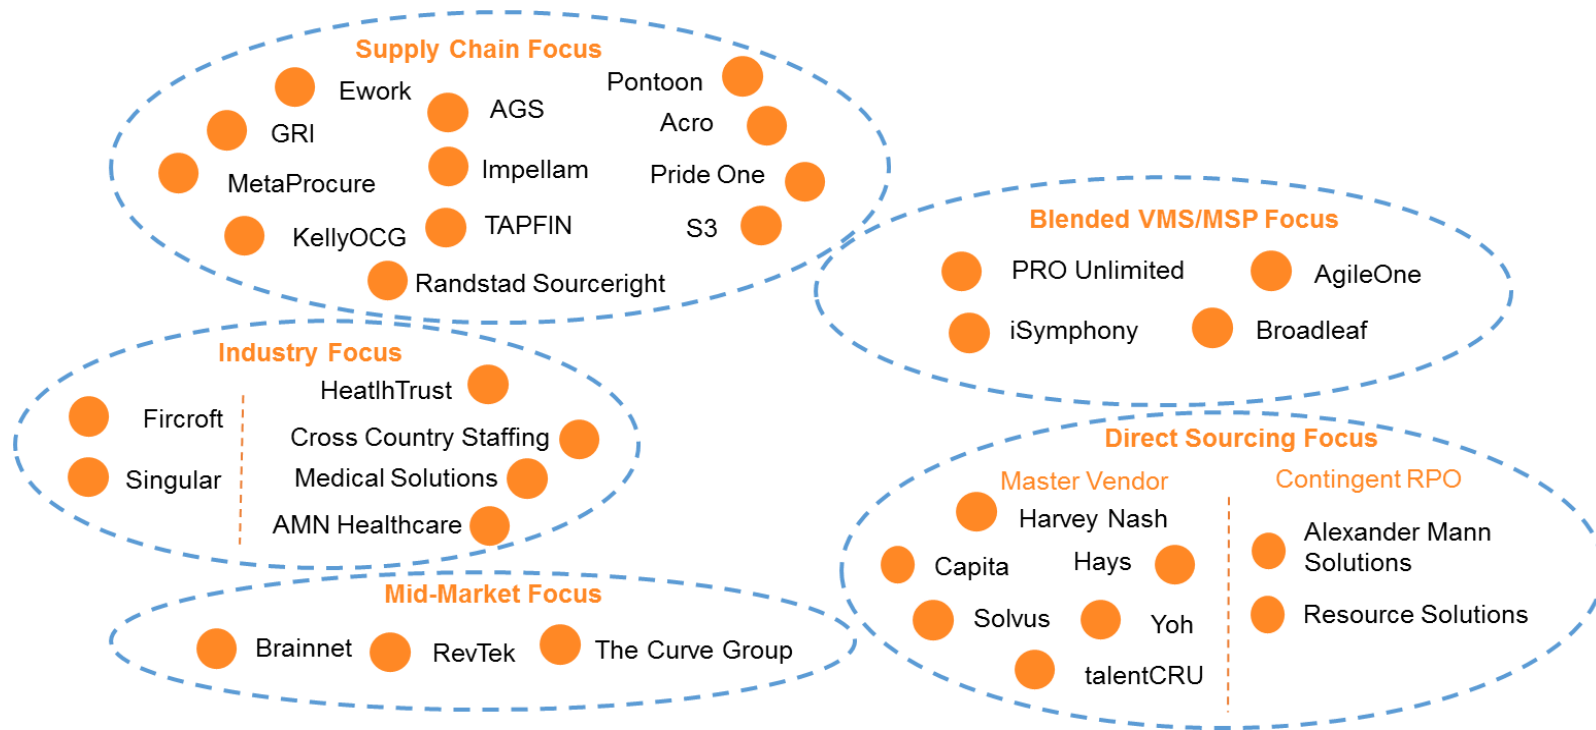 Supply Chain Focus
Ework
GRI
MetaProcure
KellyOCG
AGS
Impellam
TAPFIN
Randstad Sourceright
Pontoon
Acro
Pride One
S3
Blended VMS/MSP Focus
PRO Unlimited
AgileOne
iSymphony
Broadleaf
Industry Focus
Fircroft
Singular
HeatlhTrust
Cross Country Staffing
Medical Solutions
AMN Healthcare
Direct Sourcing Focus
Master Vendor
Harvey Nash
Capita
Hays
Solvus
Yoh
talentCRU
Contingent RPO
Alexander Mann
Solutions
Resource Solutions
Mid-Market Focus
Brainnet
RevTek
The Curve Group